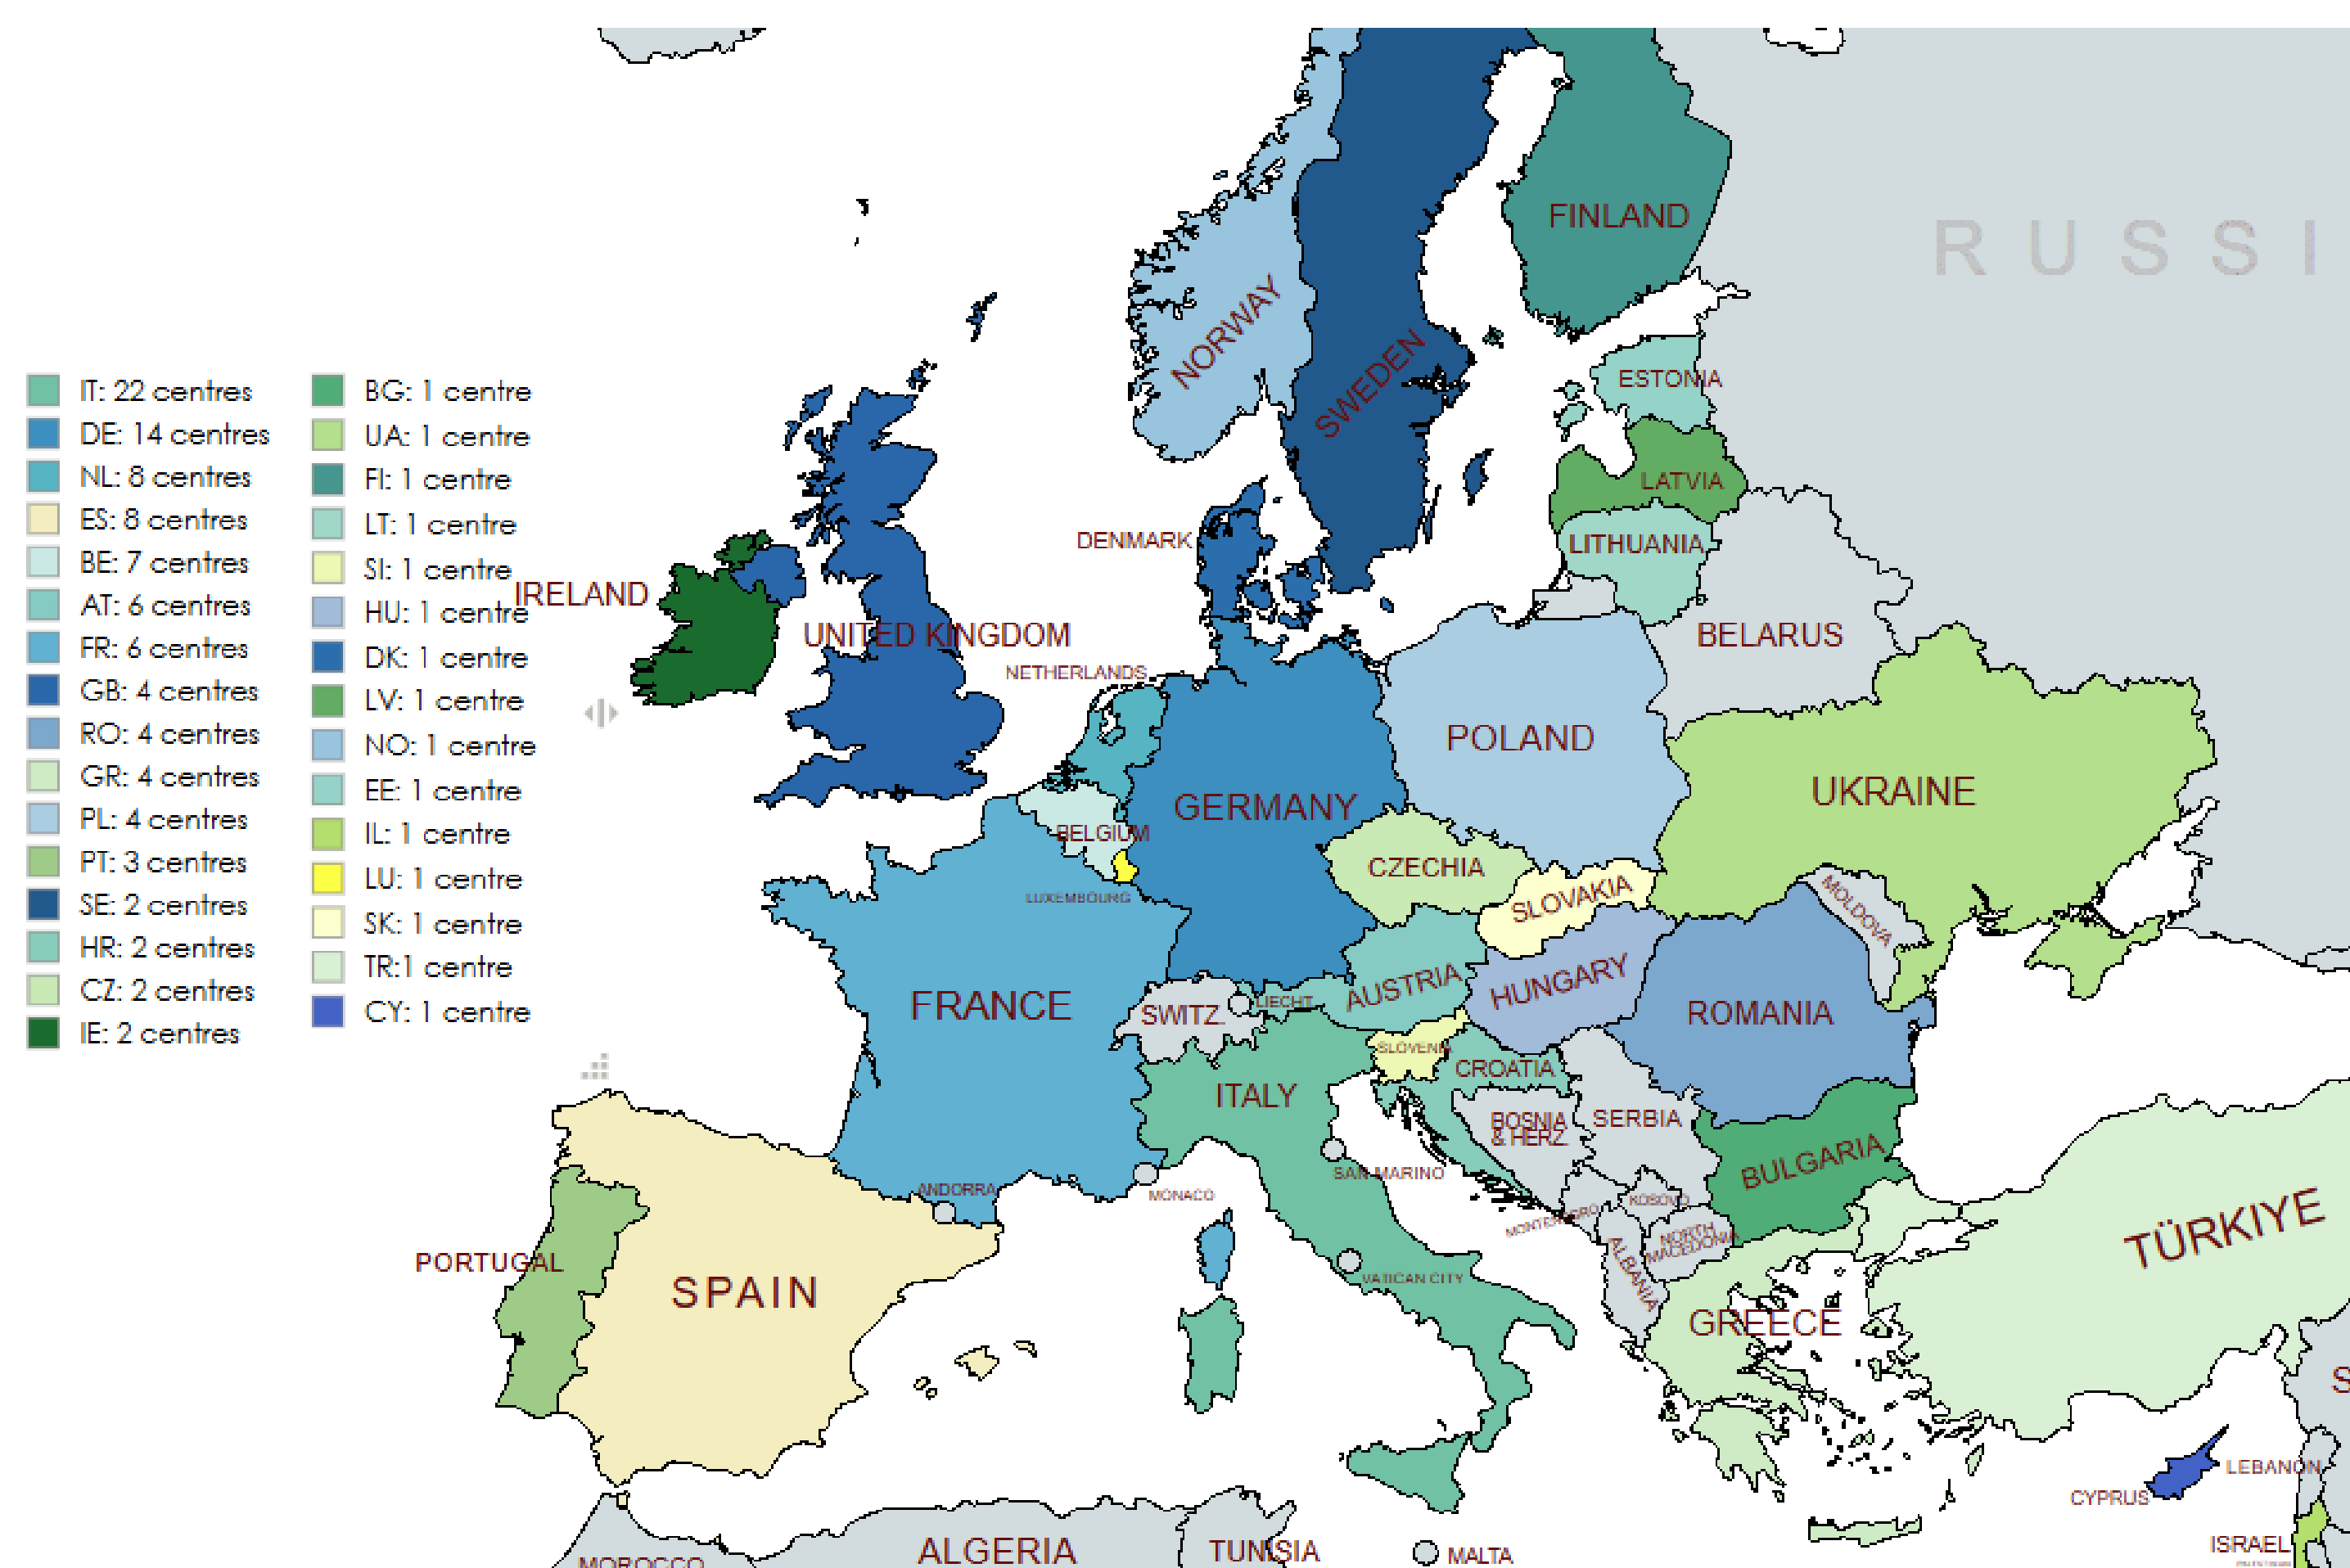 IT: 22 centres
DE: 14 centres
NL: 8 centres
ES: 8 centres
BE: 7 centres
AT: 6 centres
FR: 6 centres
GB: 4 centres
RO: 4 centres
GR: 4 centres
PL: 4 centres
PT: 3 centres
SE: 2 centres
HR: 2 centres
CZ: 2 centres
IE: 2 centres
BG: 1 centre
UA: 1 centre
FI: 1 centre
LT: 1 centre
SI: 1 centre
HU: 1 centre
DK: 1 centre
LV: 1 centre
NO: 1 centre
EE: 1 centre
IL: 1 centre
LU: 1 centre
SK: 1 centre
TR:1 centre
CY: 1 centre
FINLAND
RUSSI
NORWAY
SWEDEN
ESTONIA
LATVIA
DENMARK
LITHUANIA
IRELAND
UNITED KINGDOM
BELARUS
NETHERLANDS
POLAND
GERMANY
UKRAINE
BELGIUM
CZECHIA
LUXEMBOURG
SLOVAKIA
MOLDOVA
FRANCE
SWITZ.
LIECHT.
AUSTRIA
HUNGARY
ROMANIA
SLOVENIA
CROATIA
ITALY
BOSNIA
& HERZ.
SERBIA
SAN MARINO
BULGARIA
ANDORRA
MONACO
KOSOVO
MONTENEGRO
NORTH
MACEDONIA
TÜRKIYE
PORTUGAL
SPAIN
VATICAN CITY
ALBANIA
GREECE
S
LEBANON
CYPRUS
ISRAEL
MOROCCO
ALGERIA
TUNISIA
MALTA